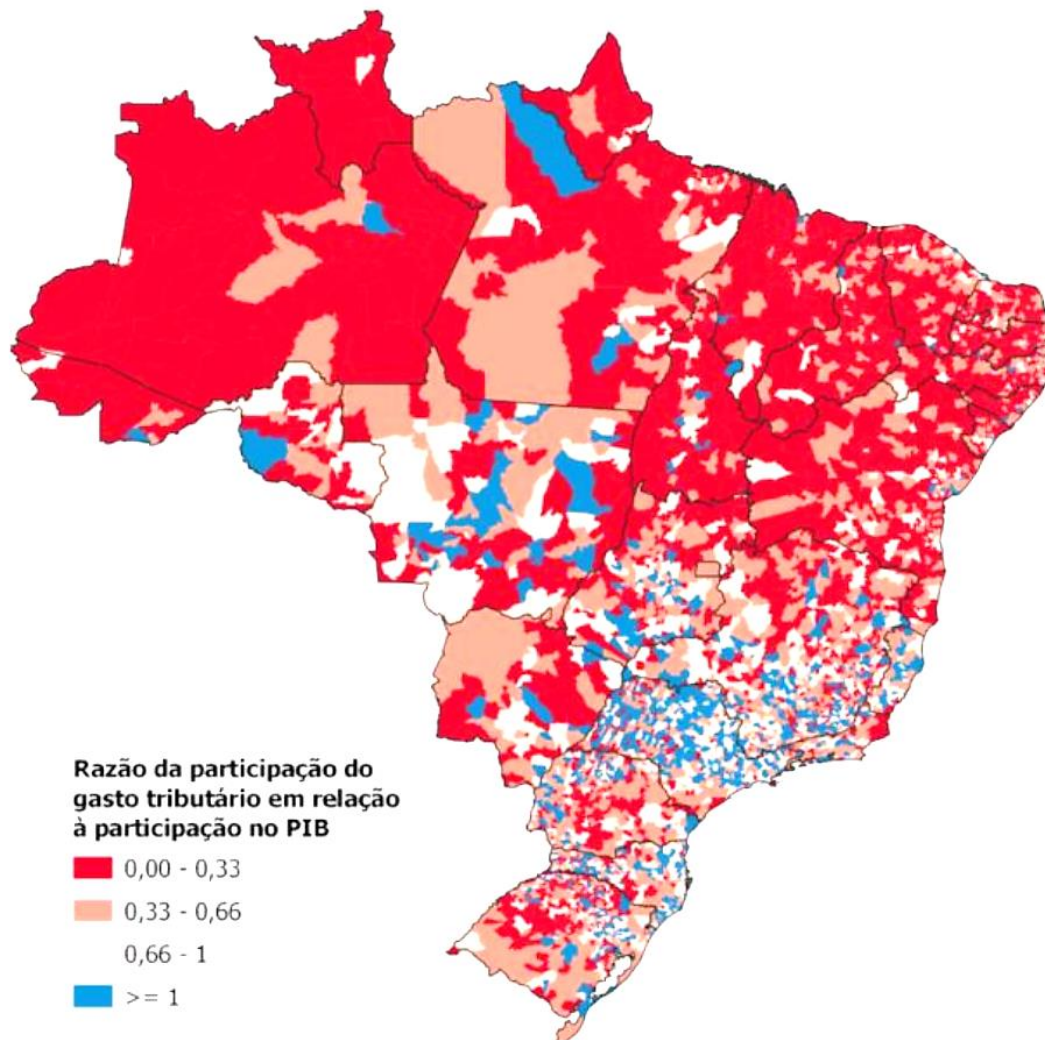 Razão da participação do
gasto tributário em relação
à participação no PIB
0,00 - 0,33
0,33 - 0,66
0,66 - 1
>= 1